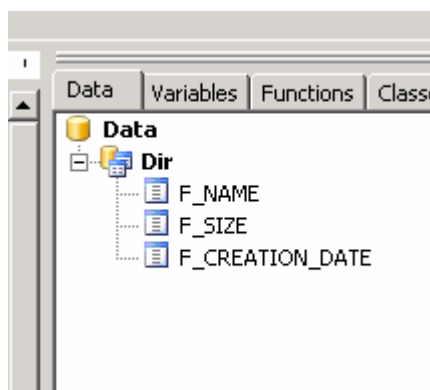 Data Variables Functions Classe
Data
Dir
F_NAME
F_SIZE
F_CREATION_DATE